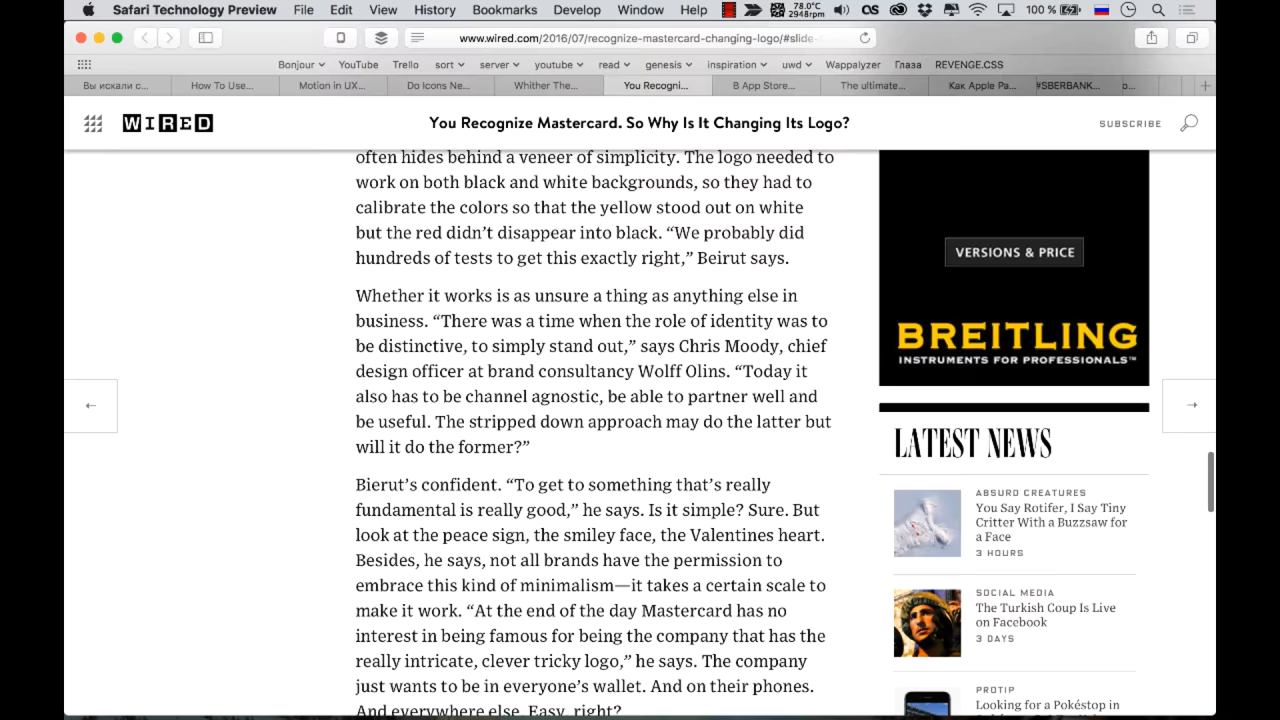 Safari Technology Preview File Edit View History Bookmarks Develop Window Help 78.0°C 2948rpm 100 %
www.wired.com/2016/07/recognize-mastercard-changing-logo/#slide-
Bonjour YouTube Trello sort server youtube read genesis inspiration uwd Wappalyzer Глаза REVENGE.CSS
Вы искали с... How To Use... Motion in UX... Do Icons Ne... Whither The... You Recogni... B App Store... The ultimate... Как Apple Pa... #SBERBANK...
WIRED You Recognize Mastercard. So Why Is It Changing Its Logo? SUBSCRIBE
often hides behind a veneer of simplicity. The logo needed to
work on both black and white backgrounds, so they had to
calibrate the colors so that the yellow stood out on white
but the red didn’t disappear into black. “We probably did
hundreds of tests to get this exactly right,” Beirut says.
Whether it works is as unsure a thing as anything else in
business. “There was a time when the role of identity was to
be distinctive, to simply stand out,” says Chris Moody, chief
design officer at brand consultancy Wolff Olins. “Today it
also has to be channel agnostic, be able to partner well and
be useful. The stripped down approach may do the latter but
will it do the former?”
Bierut’s confident. “To get to something that’s really
fundamental is really good,” he says. Is it simple? Sure. But
look at the peace sign, the smiley face, the Valentines heart.
Besides, he says, not all brands have the permission to
embrace this kind of minimalism—it takes a certain scale to
make it work. “At the end of the day Mastercard has no
interest in being famous for being the company that has the
really intricate, clever tricky logo,” he says. The company
just wants to be in everyone’s wallet. And on their phones.
And everywhere else. Easy, right?
VERSIONS & PRICE
BREITLING
INSTRUMENTS FOR PROFESSIONALS™
LATEST NEWS
ABSURD CREATURES
You Say Rotifer, I Say Tiny
Critter With a Buzzsaw for
a Face
3 HOURS
SOCIAL MEDIA
The Turkish Coup Is Live
on Facebook
3 DAYS
PROTIP
Looking for a Pokéstop in